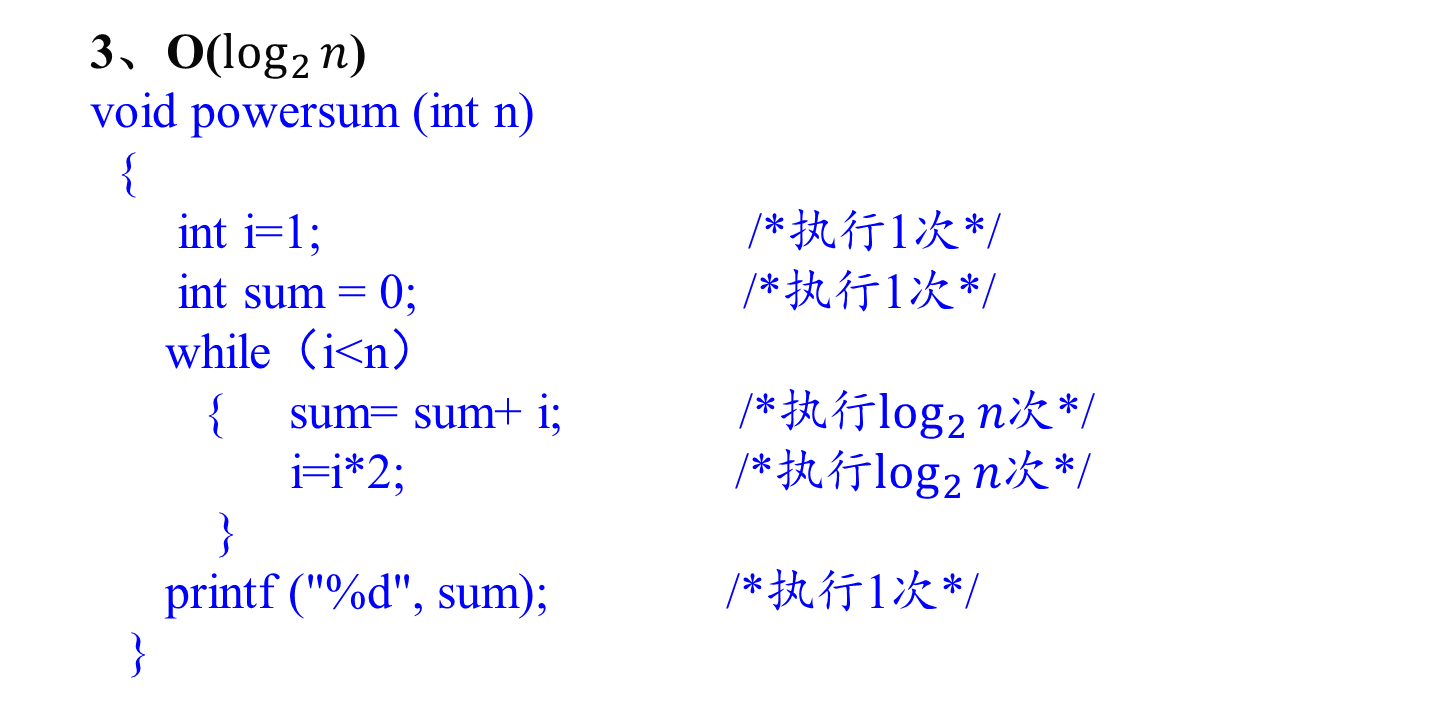 3、O(log₂ n)
void powersum (int n)
{
int i=1; /*执行1次*/
int sum = 0; /*执行1次*/
while（i<n）
{ sum= sum+ i; /*执行log₂ n次*/
i=i*2; /*执行log₂ n次*/
}
printf ("%d", sum); /*执行1次*/
}